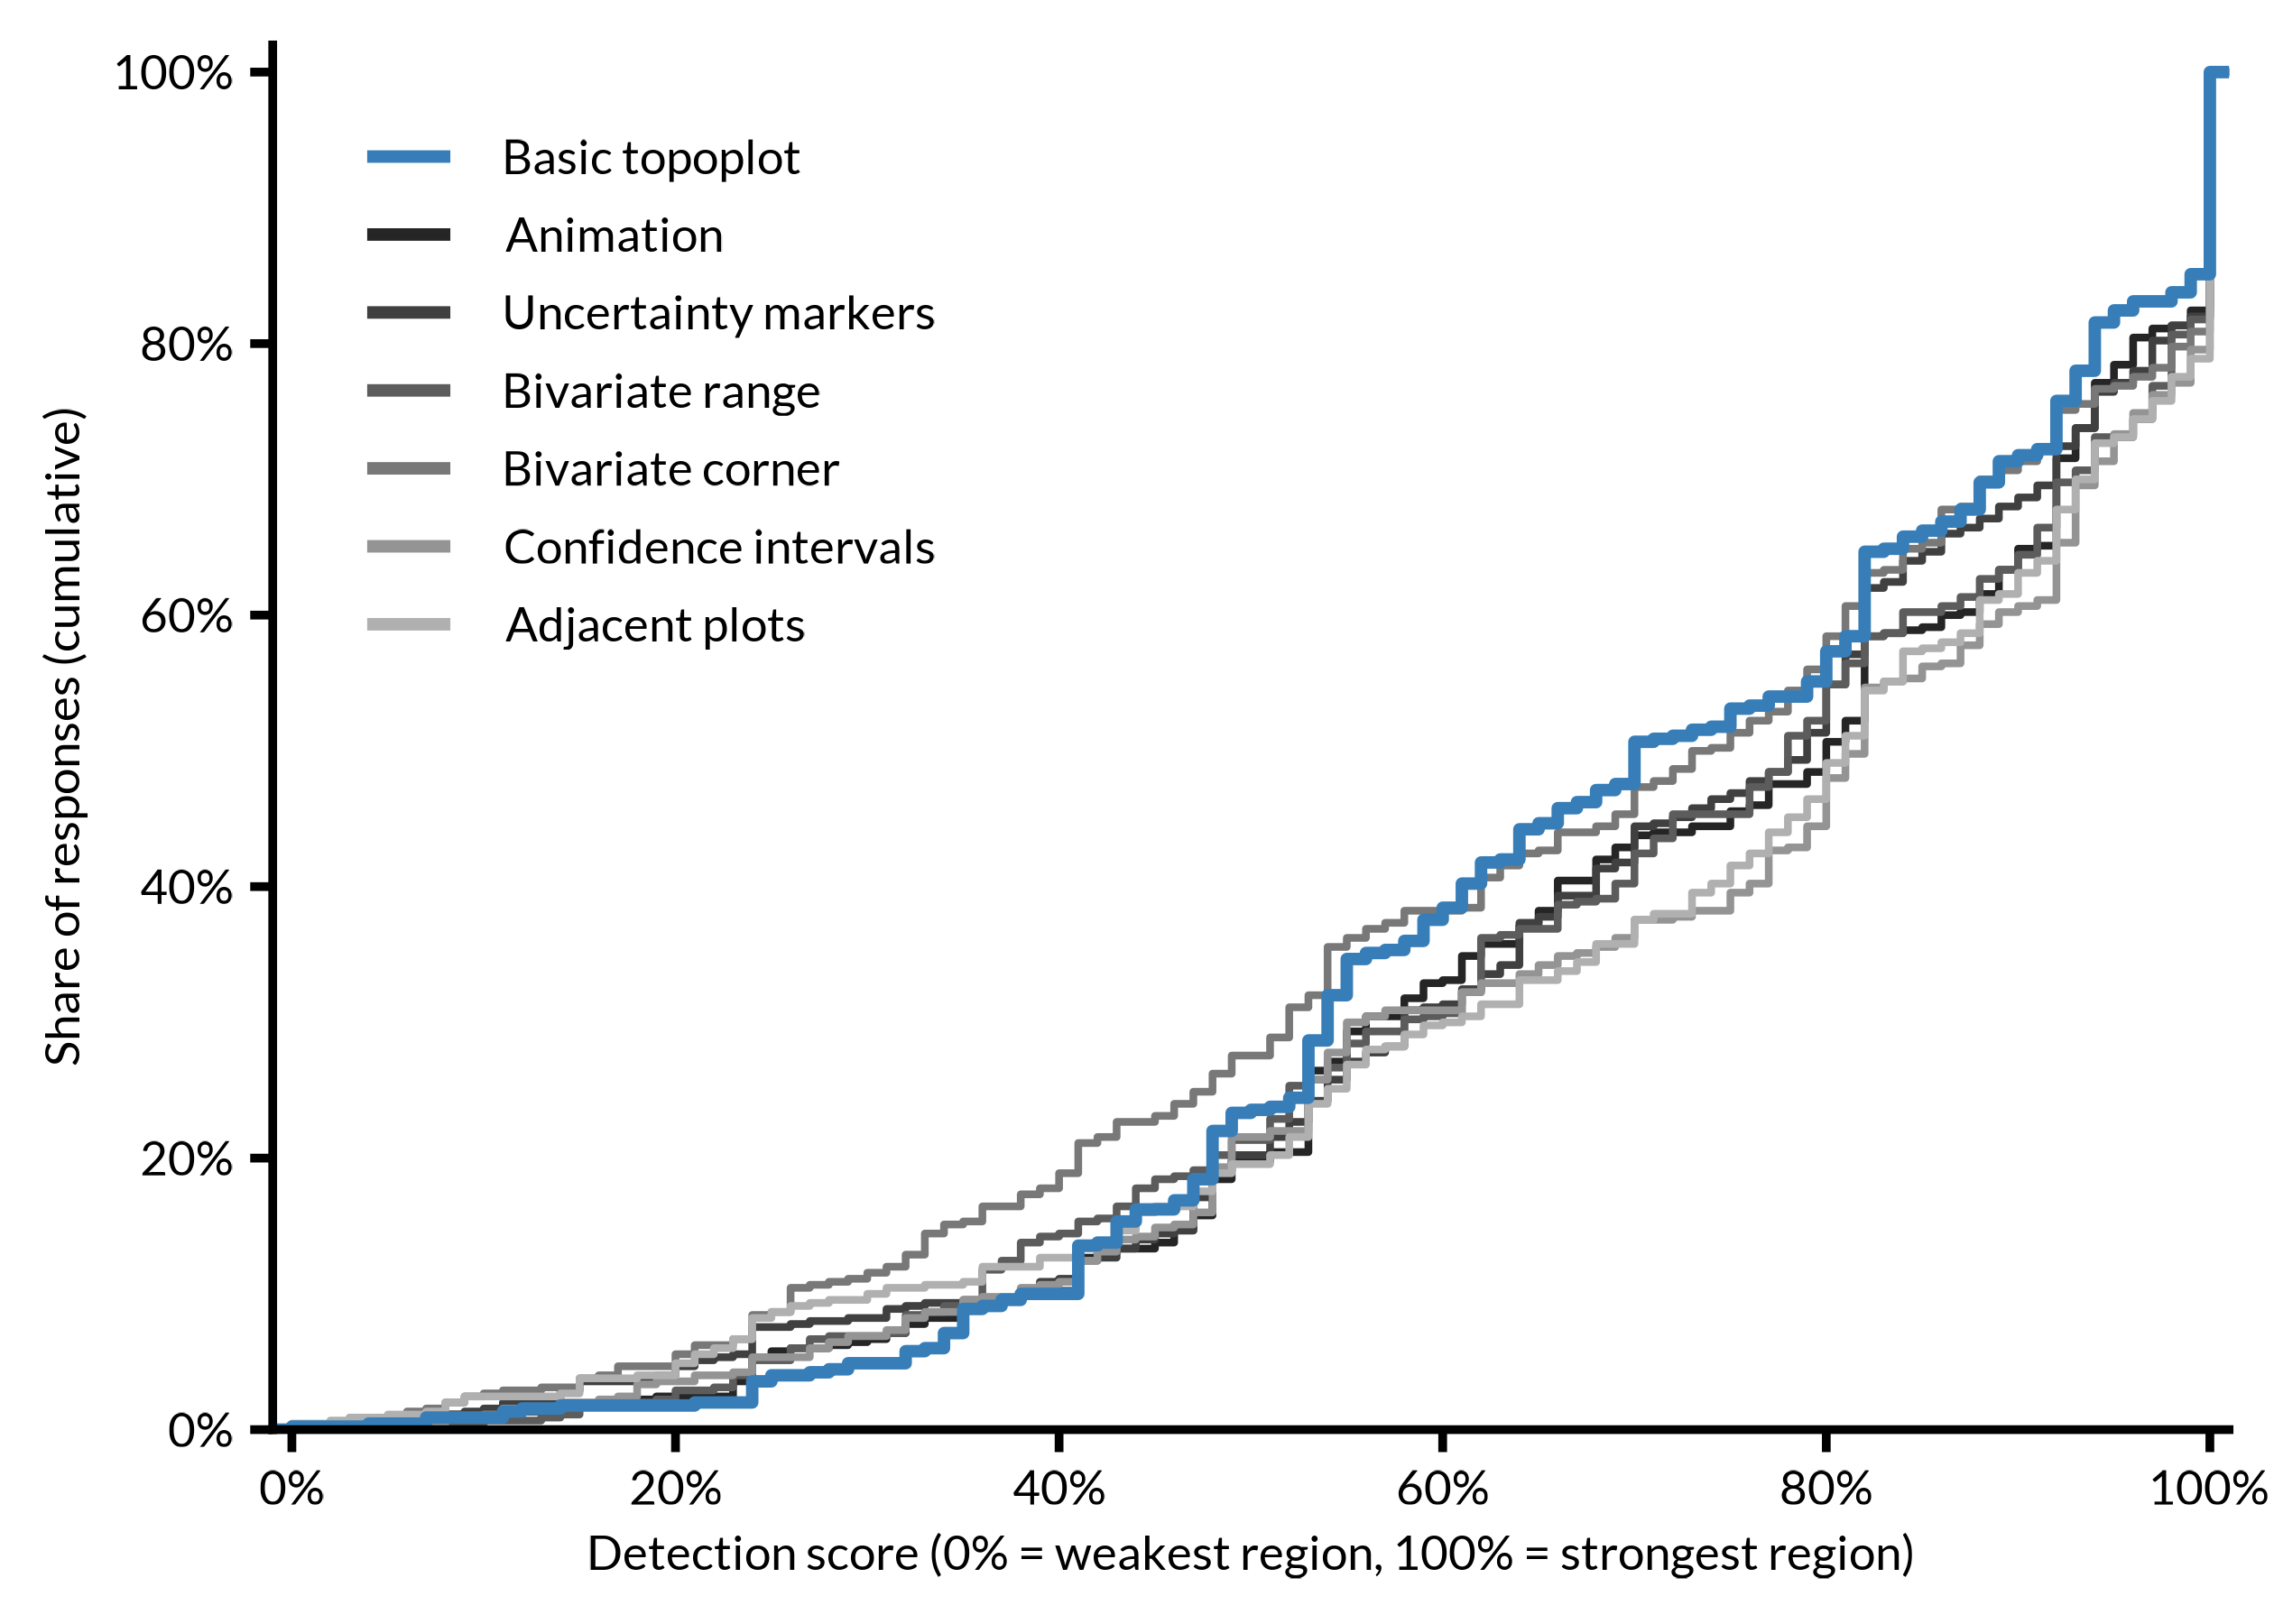 100%
80%
60%
40%
20%
0%
Share of responses (cumulative)
Basic topoplot
Animation
Uncertainty markers
Bivariate range
Bivariate corner
Confidence intervals
Adjacent plots
0% 20% 40% 60% 80% 100%
Detection score (0% = weakest region, 100% = strongest region)